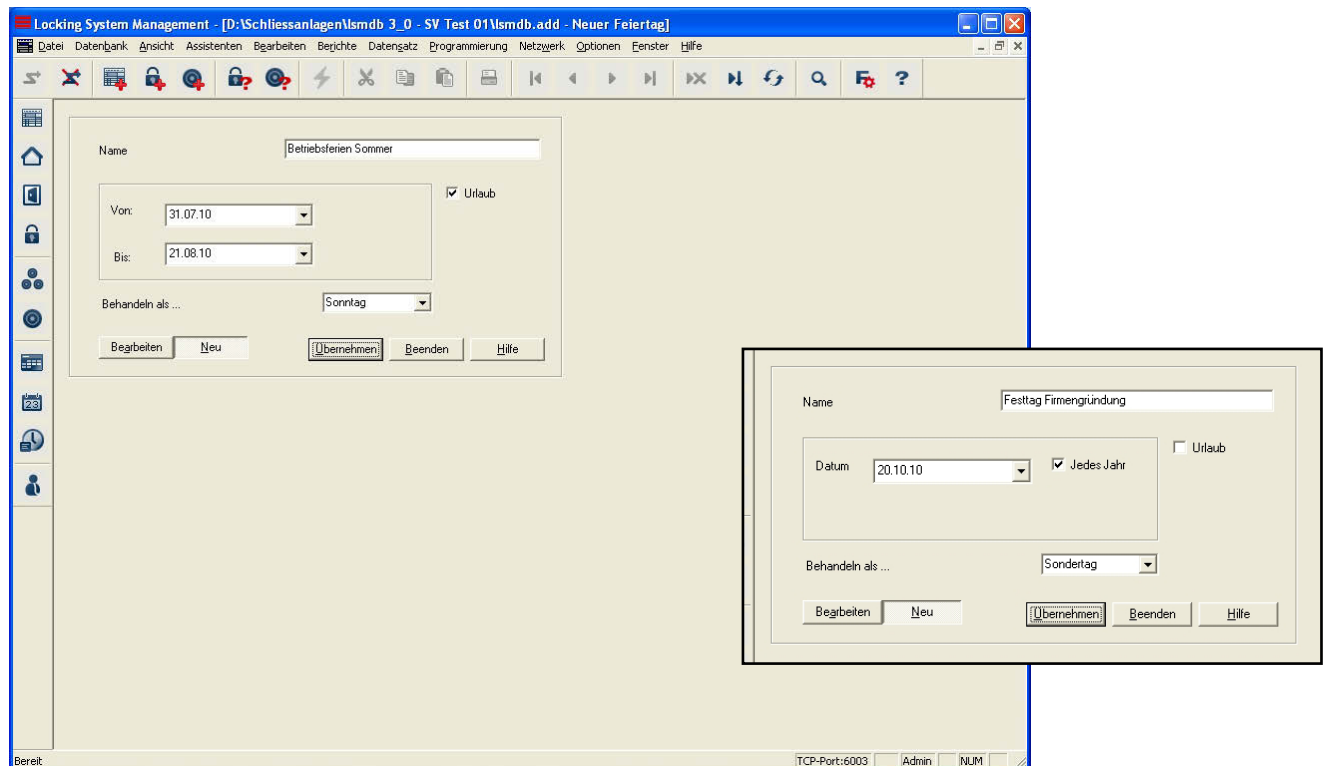 Locking System Management - [D:\Schliessanlagen\lsmdb 3_0 - SV Test 01\lsmdb.add - Neuer Feiertag]
Datei Datenbank Ansicht Assistenten Bearbeiten Berichte Datensatz Programmierung Netzwerk Optionen Fenster Hilfe
Name Betriebsferien Sommer
Von: 31.07.10
Urlaub
Bis: 21.08.10
Behandeln als ... Sonntag
Bearbeiten Neu Übernehmen Beenden Hilfe
23
Name Festtag Firmengründung
Datum 20.10.10 Jedes Jahr
Urlaub
Behandeln als ... Sondertag
Bearbeiten Neu Übernehmen Beenden Hilfe
Bereit TCP-Port:6003 Admin NUM